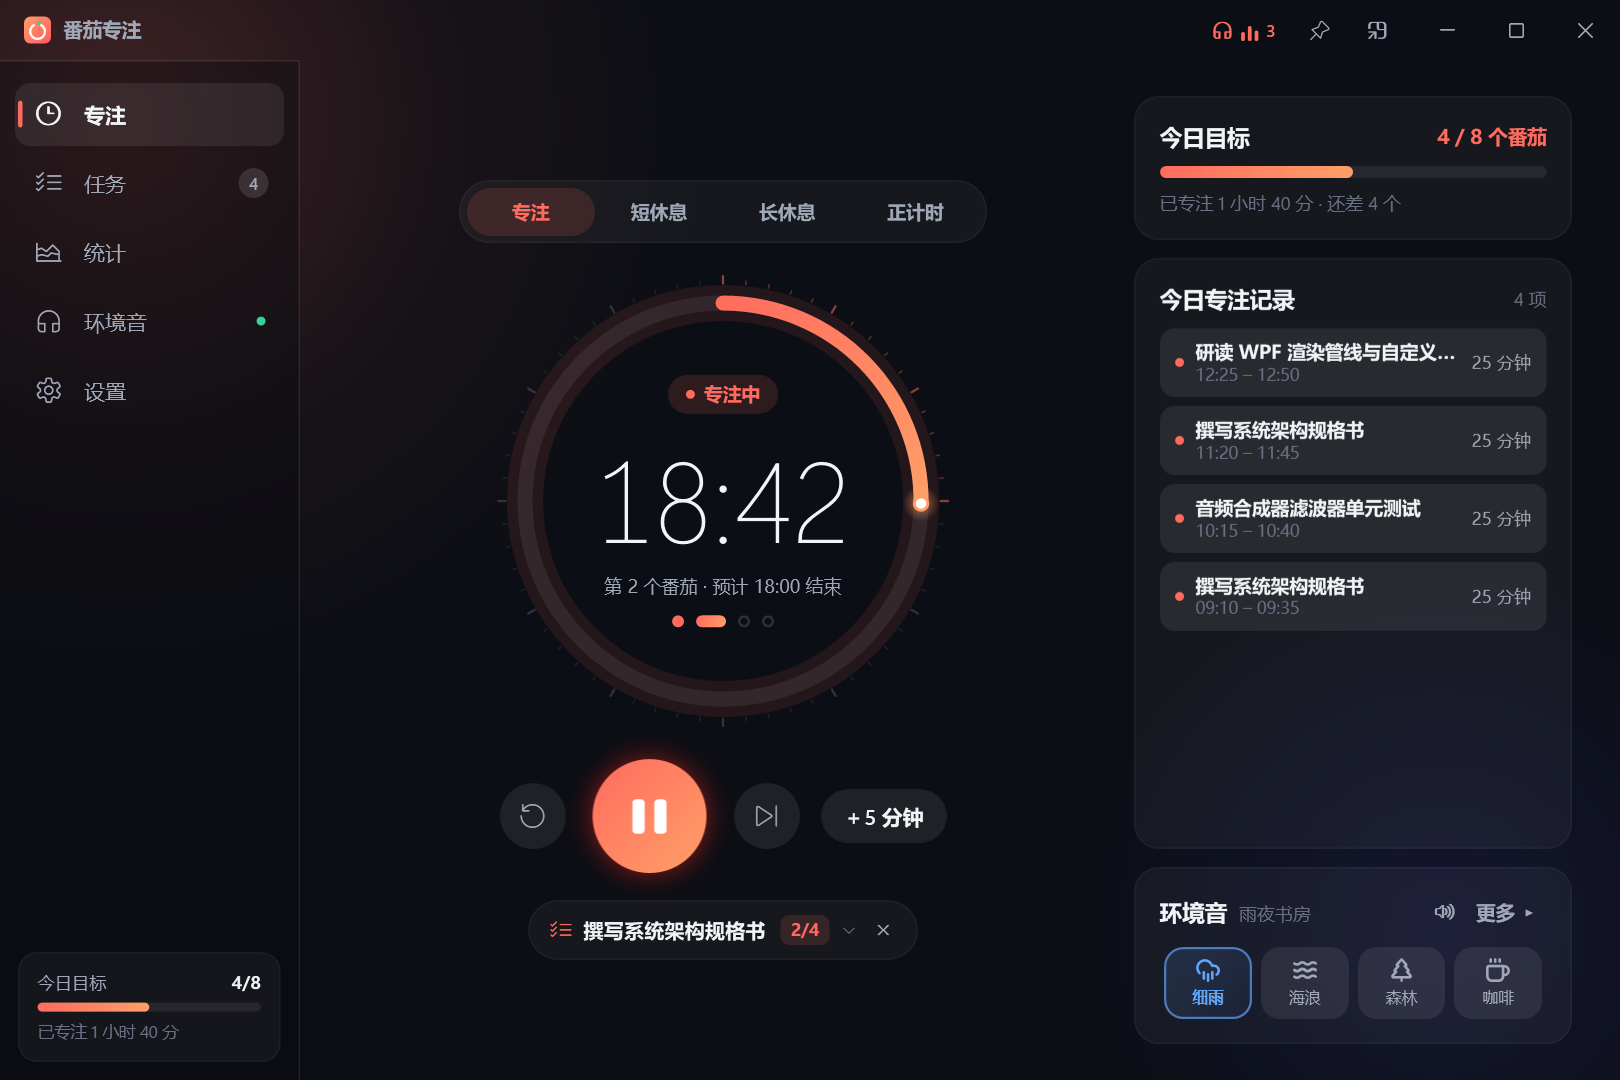 番茄专注
3
专注
任务
4
统计
环境音
设置
今日目标
4/8
已专注 1 小时 40 分
专注
短休息
长休息
正计时
专注中
18:42
第 2 个番茄 · 预计 18:00 结束
+ 5 分钟
撰写系统架构规格书
2/4
今日目标
4 / 8 个番茄
已专注 1 小时 40 分 · 还差 4 个
今日专注记录
4 项
研读 WPF 渲染管线与自定义...
12:25 – 12:50
25 分钟
撰写系统架构规格书
11:20 – 11:45
25 分钟
音频合成器滤波器单元测试
10:15 – 10:40
25 分钟
撰写系统架构规格书
09:10 – 09:35
25 分钟
环境音
雨夜书房
更多
细雨
海浪
森林
咖啡